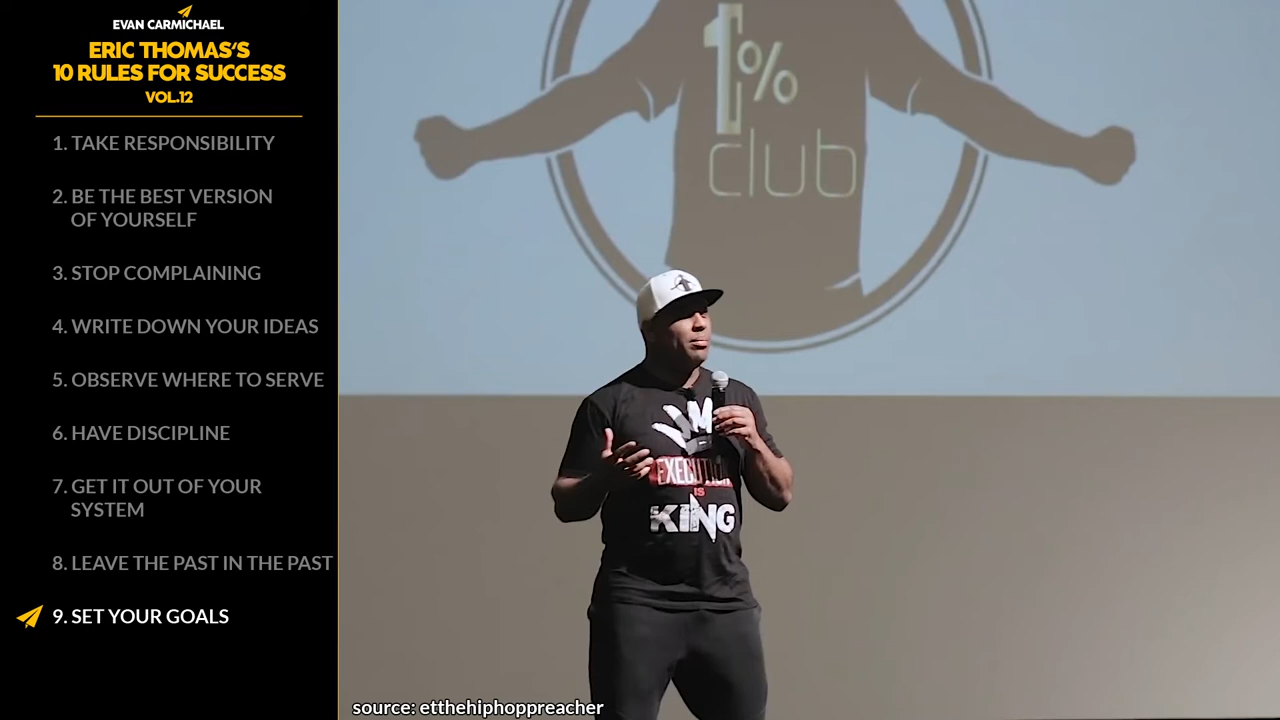 EVAN CARMICHAEL
ERIC THOMAS'S
10 RULES FOR SUCCESS
VOL.12
1. TAKE RESPONSIBILITY
2. BE THE BEST VERSION
OF YOURSELF
3. STOP COMPLAINING
4. WRITE DOWN YOUR IDEAS
5. OBSERVE WHERE TO SERVE
6. HAVE DISCIPLINE
7. GET IT OUT OF YOUR
SYSTEM
8. LEAVE THE PAST IN THE PAST
9. SET YOUR GOALS
1%
club
EXECUTION
IS
KING
source: etthehiphoppreacher